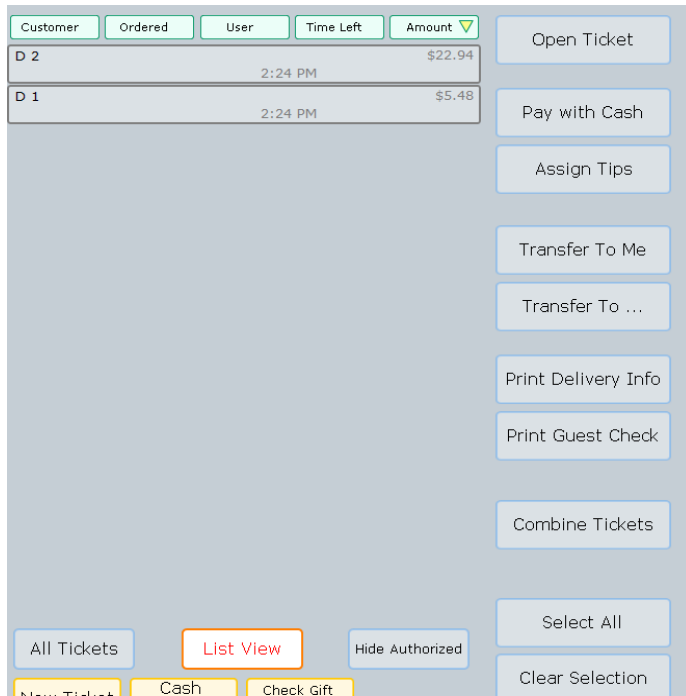 Customer Ordered User Time Left Amount
D 2 $22.94
2:24 PM
D 1 $5.48
2:24 PM
Open Ticket
Pay with Cash
Assign Tips
Transfer To Me
Transfer To ...
Print Delivery Info
Print Guest Check
Combine Tickets
Select All
Clear Selection
All Tickets List View Hide Authorized
New Ticket Cash Check Gift